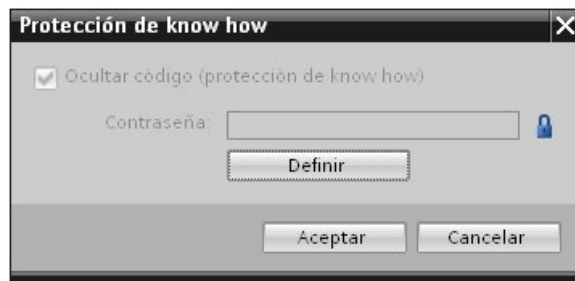 Protección de know how
Ocultar código (protección de know how)
Contraseña:
Definir
Aceptar Cancelar